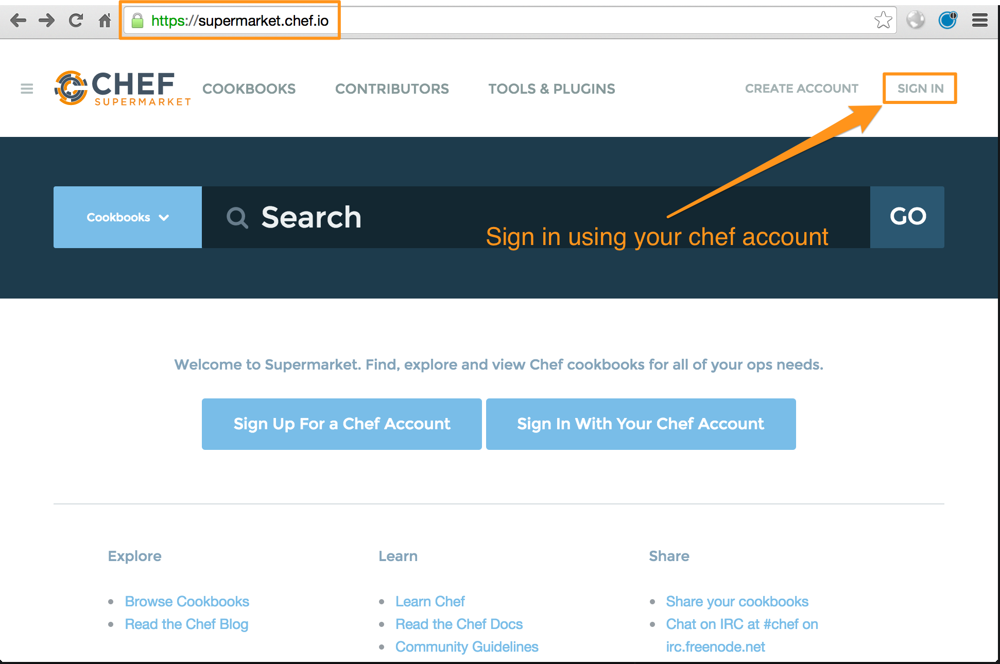 https://supermarket.chef.io
CHEF
SUPERMARKET
COOKBOOKS
CONTRIBUTORS
TOOLS & PLUGINS
CREATE ACCOUNT
SIGN IN
Cookbooks
Search
GO
Sign in using your chef account
Welcome to Supermarket. Find, explore and view Chef cookbooks for all of your ops needs.
Sign Up For a Chef Account
Sign In With Your Chef Account
Explore
Browse Cookbooks
Read the Chef Blog
Learn
Learn Chef
Read the Chef Docs
Community Guidelines
Share
Share your cookbooks
Chat on IRC at #chef on
irc.freenode.net